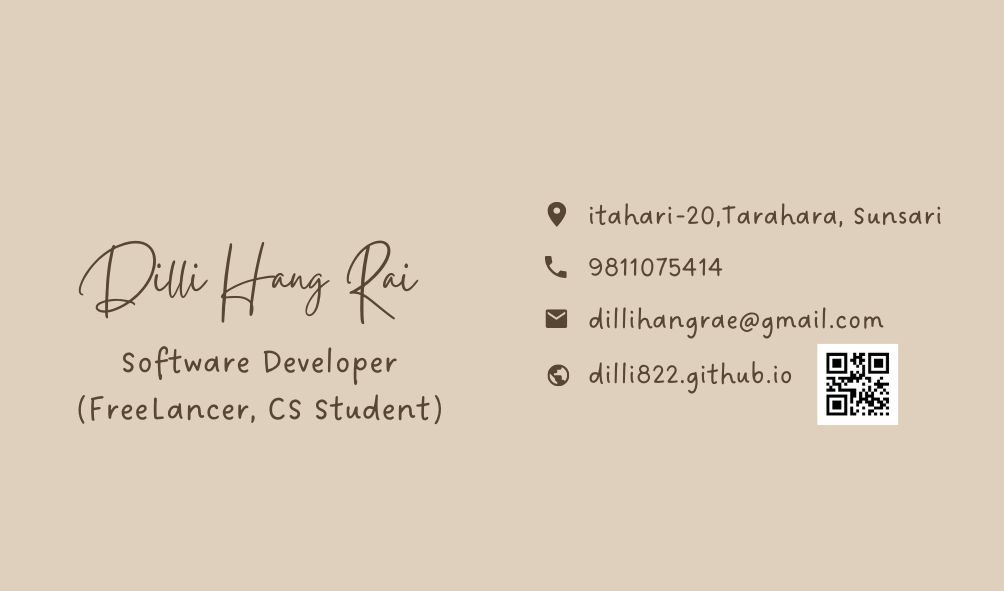 Dilli Hang Rai
Software Developer
(FreeLancer, CS Student)
itahari-20,Tarahara, Sunsari
9811075414
dillihangrae@gmail.com
dilli822.github.io